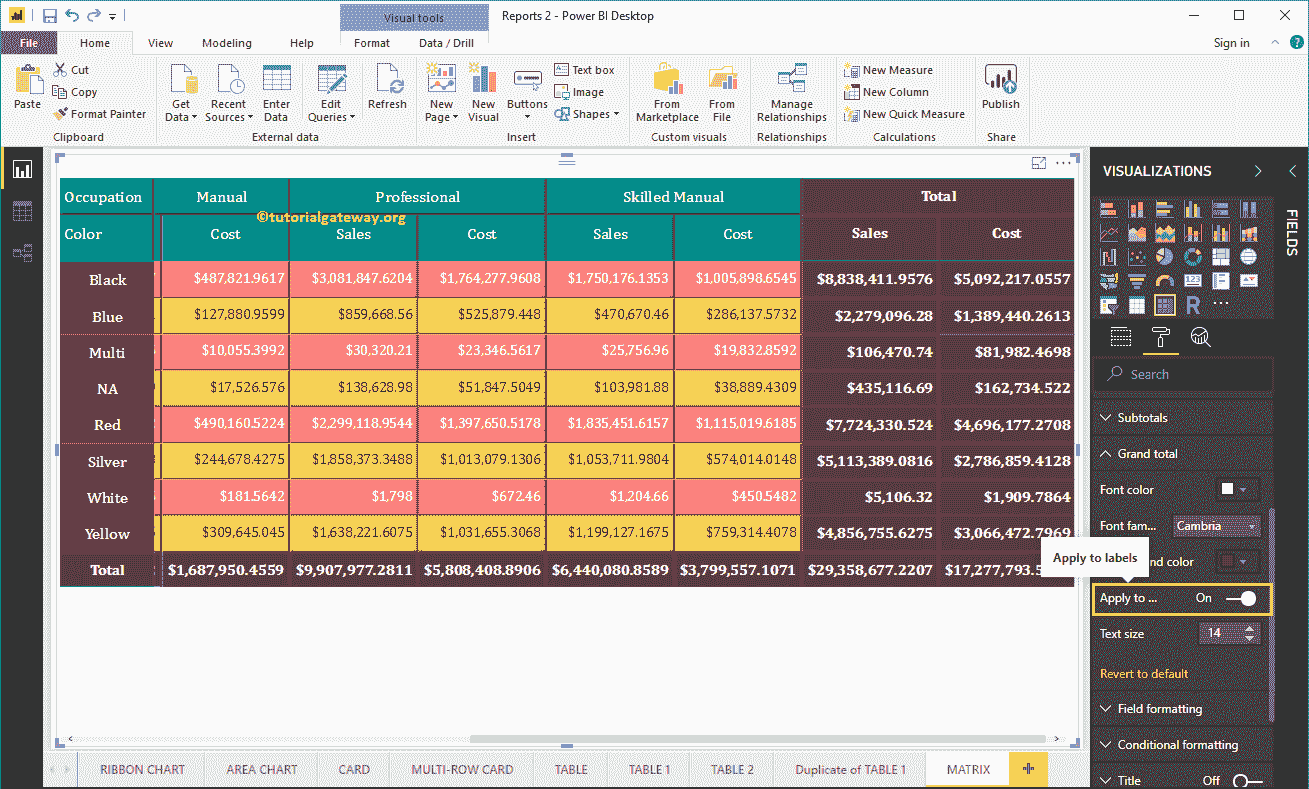 Visual tools
Reports 2 - Power BI Desktop
File Home View Modeling Help Format Data / Drill Sign in
Paste
Cut
Copy
Format Painter
Clipboard
Get Data
Recent Sources
Enter Data
Edit Queries
External data
Refresh
New Page
New Visual
Buttons
Text box
Image
Shapes
Insert
From Marketplace
From File
Custom visuals
Manage Relationships
Relationships
New Measure
New Column
New Quick Measure
Calculations
Publish
Share
Occupation Manual Professional Skilled Manual Total
©tutorialgateway.org
Color Cost Sales Cost Sales Cost Sales Cost
Black $487,821.9617 $3,081,847.6204 $1,764,277.9608 $1,750,176.1353 $1,005,898.6545 $8,838,411.9576 $5,092,217.0557
Blue $127,880.9599 $859,668.56 $525,879.448 $470,670.46 $286,137.5732 $2,279,096.28 $1,389,440.2613
Multi $10,055.3992 $30,320.21 $23,346.5617 $25,756.96 $19,832.8592 $106,470.74 $81,982.4698
NA $17,526.576 $138,628.98 $51,847.5049 $103,981.88 $38,889.4309 $435,116.69 $162,734.522
Red $490,160.5224 $2,299,118.9544 $1,397,650.5178 $1,835,451.6157 $1,115,019.6185 $7,724,330.524 $4,696,177.2708
Silver $244,678.4275 $1,858,373.3488 $1,013,079.1306 $1,053,711.9804 $574,014.0148 $5,113,389.0816 $2,786,859.4128
White $181.5642 $1,798 $672.46 $1,204.66 $450.5482 $5,106.32 $1,909.7864
Yellow $309,645.045 $1,638,221.6075 $1,031,655.3068 $1,199,127.1675 $759,314.4078 $4,856,755.6275 $3,066,472.7969
Total $1,687,950.4559 $9,907,977.2811 $5,808,408.8906 $6,440,080.8589 $3,799,557.1071 $29,358,677.2207 $17,277,793.
VISUALIZATIONS
FIELDS
Search
Subtotals
Grand total
Font color
Font fam... Cambria
Apply to labels
nd color
Apply to ... On
Text size 14
Revert to default
Field formatting
Conditional formatting
Title Off
RIBBON CHART AREA CHART CARD MULTI-ROW CARD TABLE TABLE 1 TABLE 2 Duplicate of TABLE 1 MATRIX